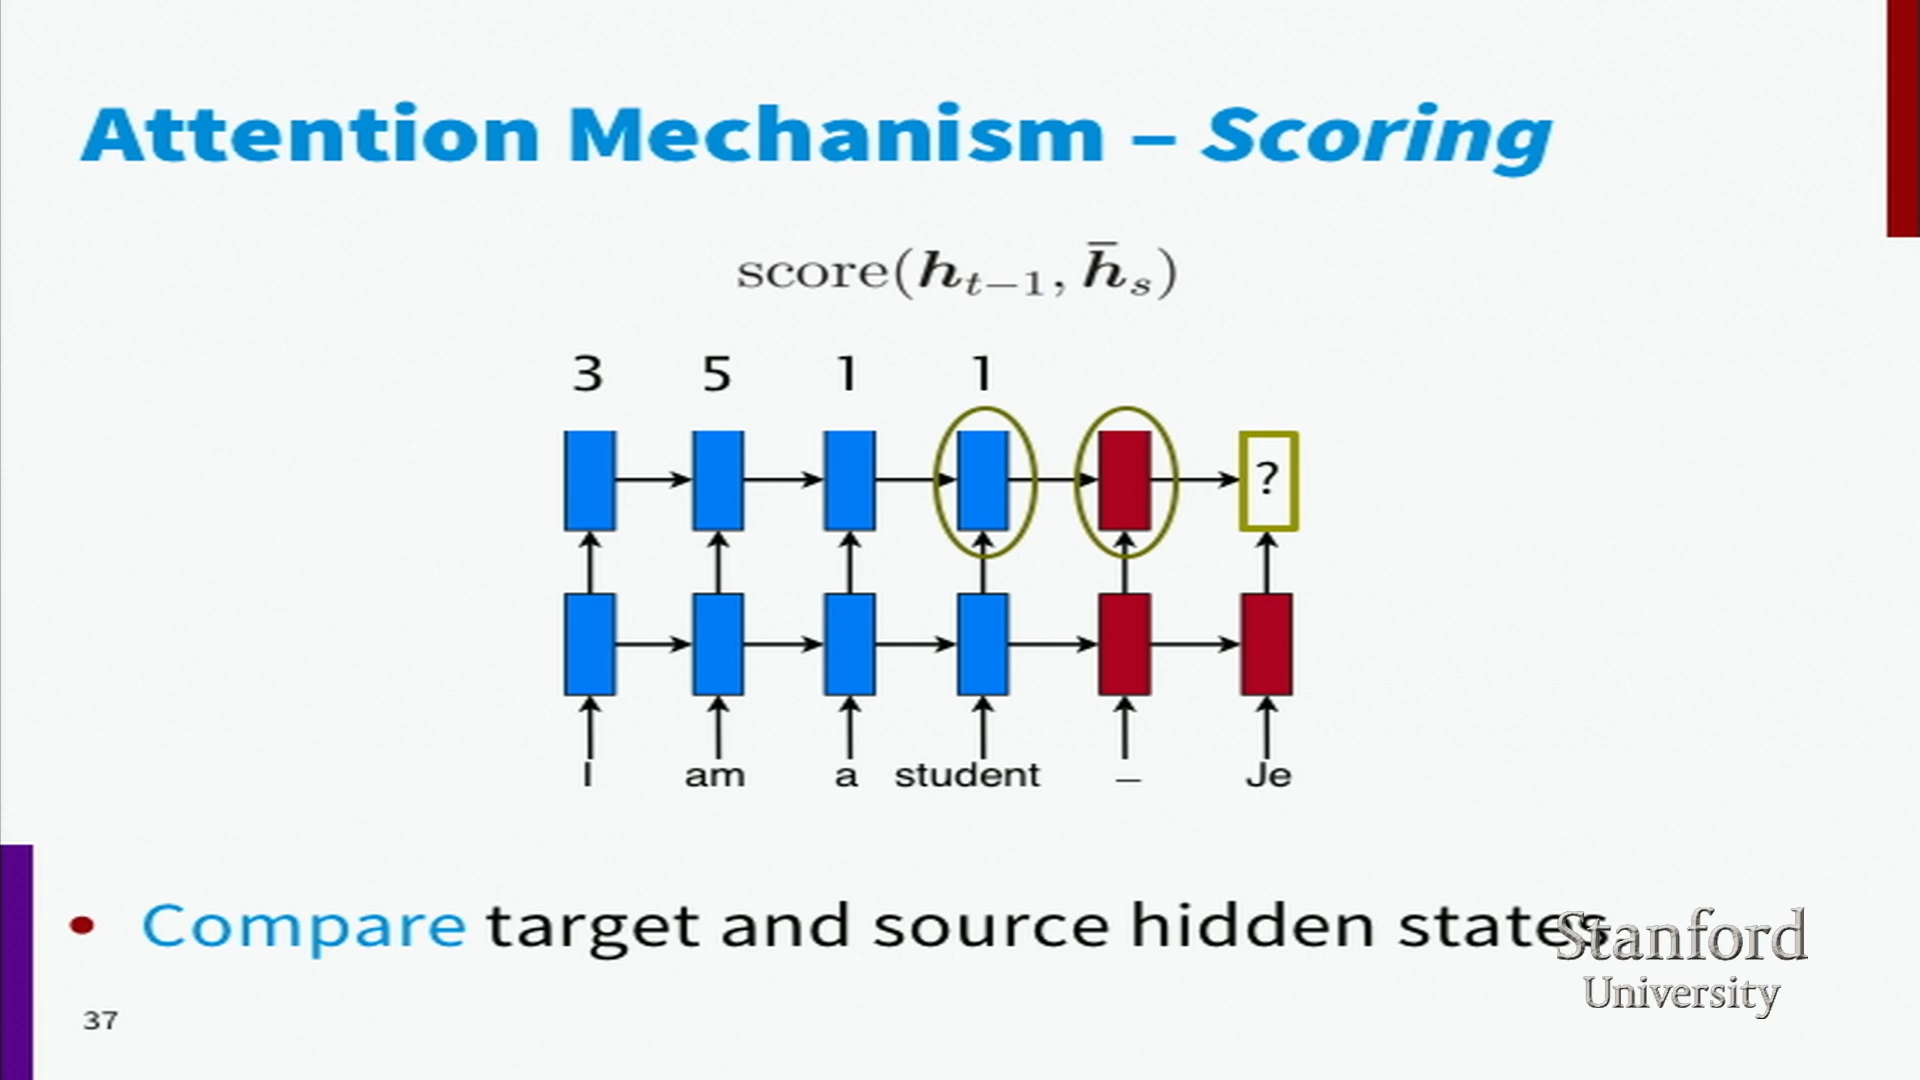 Attention Mechanism – Scoring
score(h_{t−1}, h̄_s)
3 5 1 1
?
I am a student – Je
• Compare target and source hidden states
Stanford
University
37